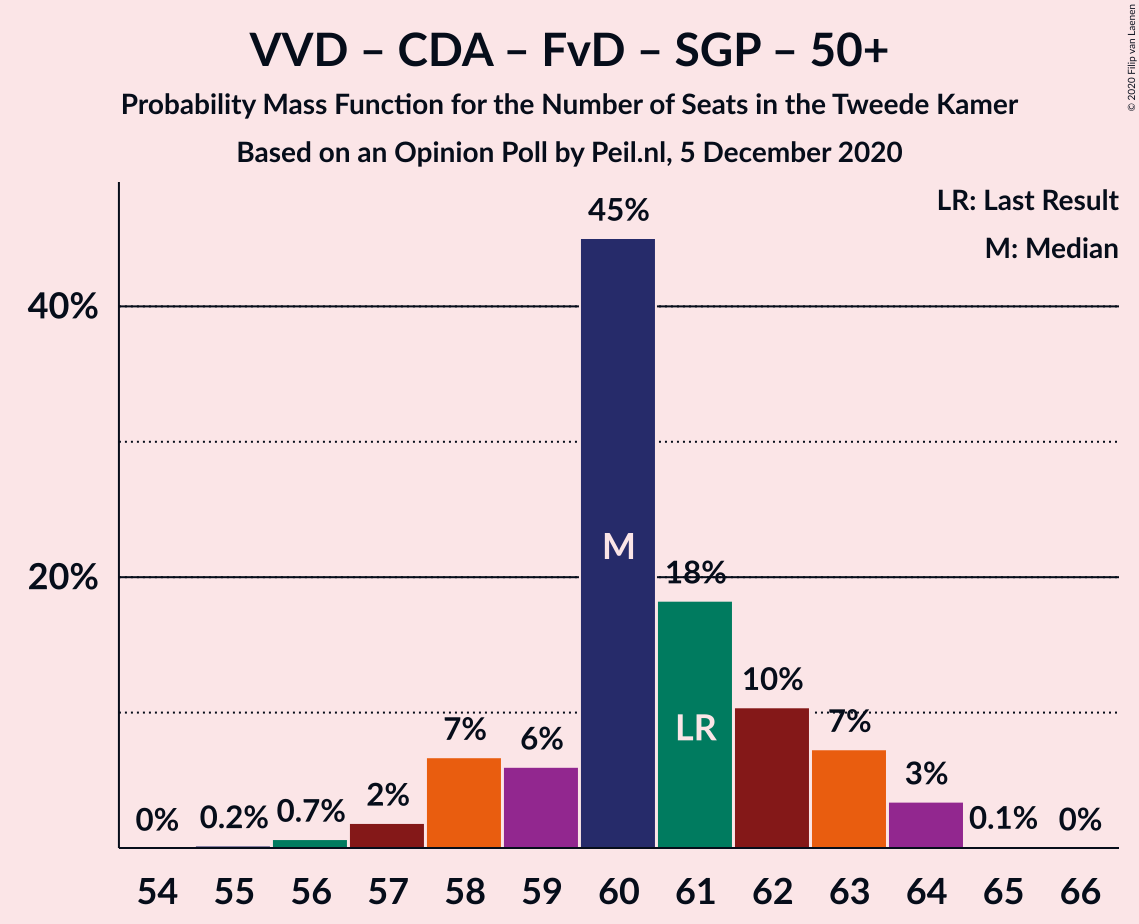 VVD – CDA – FvD – SGP – 50+
Probability Mass Function for the Number of Seats in the Tweede Kamer
Based on an Opinion Poll by Peil.nl, 5 December 2020
© 2020 Filip van Laenen
LR: Last Result
M: Median
45%
40%
M
20%
18%
10%
LR
7%
7%
6%
3%
2%
0.7%
0%
0.2%
0.1%
0%
54 55 56 57 58 59 60 61 62 63 64 65 66